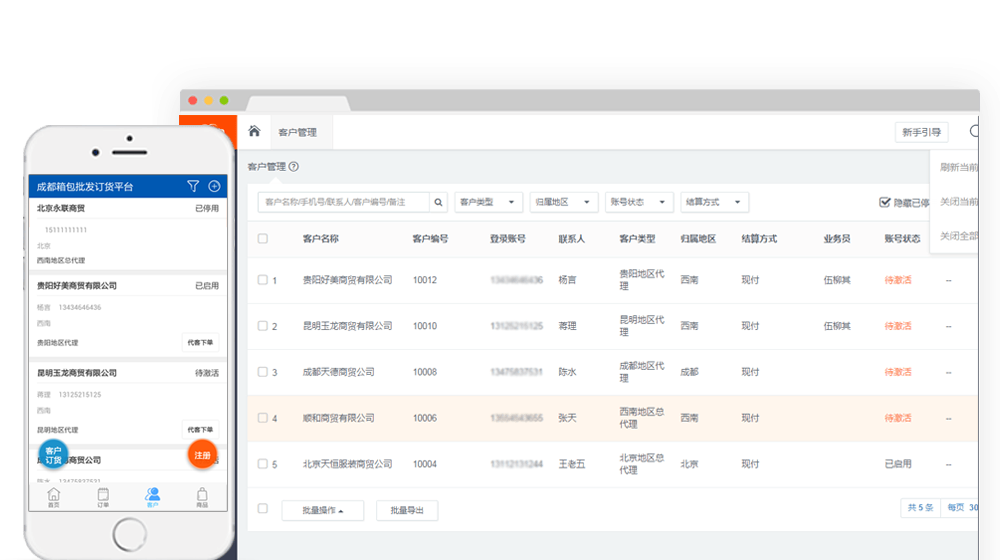 成都箱包批发订货平台
北京永联商贸 已停用
15111111111
北京
西南地区总代理
贵阳好美商贸有限公司 已启用
杨言 13434646436
西南
贵阳地区代理 代客下单
昆明玉龙商贸有限公司 待激活
蒋理 13125215125
西南
昆明地区代理 代客下单
客户
订货
注册
商贸公司
陈水 13475837531
首页 订单 客户 商品
客户管理 新手引导
客户管理
刷新当前
关闭当前
关闭全部
客户名称/手机号/联系人/客户编号/备注 客户类型 归属地区 账号状态 结算方式 隐藏已停
客户名称 客户编号 登录账号 联系人 客户类型 归属地区 结算方式 业务员 账号状态
1 贵阳好美商贸有限公司 10012 13434646436 杨言 贵阳地区代理 西南 现付 伍柳其 待激活 --
2 昆明玉龙商贸有限公司 10010 13125215125 蒋理 昆明地区代理 西南 现付 伍柳其 待激活 --
3 成都天德商贸公司 10008 13475837531 陈水 成都地区代理 成都 现付 待激活 --
4 顺和商贸有限公司 10006 张天 西南地区总代理 西南 现付 待激活 --
5 北京天恒服装商贸公司 10004 13112131244 王老五 北京地区总代理 北京 现付 已启用 --
批量操作 批量导出 共 5 条 每页 30